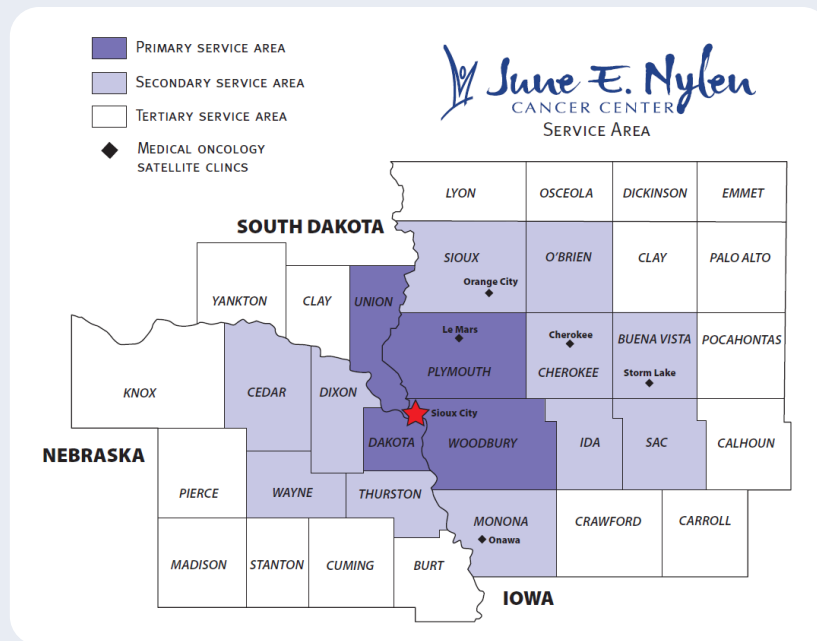 PRIMARY SERVICE AREA
SECONDARY SERVICE AREA
TERTIARY SERVICE AREA
MEDICAL ONCOLOGY
SATELLITE CLINCS
June E. Nylen
CANCER CENTER
SERVICE AREA
LYON
OSCEOLA
DICKINSON
EMMET
SOUTH DAKOTA
SIOUX
O'BRIEN
CLAY
PALO ALTO
Orange City
YANKTON
CLAY
UNION
Le Mars
Cherokee
BUENA VISTA
POCAHONTAS
PLYMOUTH
CHEROKEE
Storm Lake
KNOX
CEDAR
DIXON
Sioux City
NEBRASKA
DAKOTA
WOODBURY
IDA
SAC
CALHOUN
PIERCE
WAYNE
THURSTON
MONONA
CRAWFORD
CARROLL
Onawa
MADISON
STANTON
CUMING
BURT
IOWA